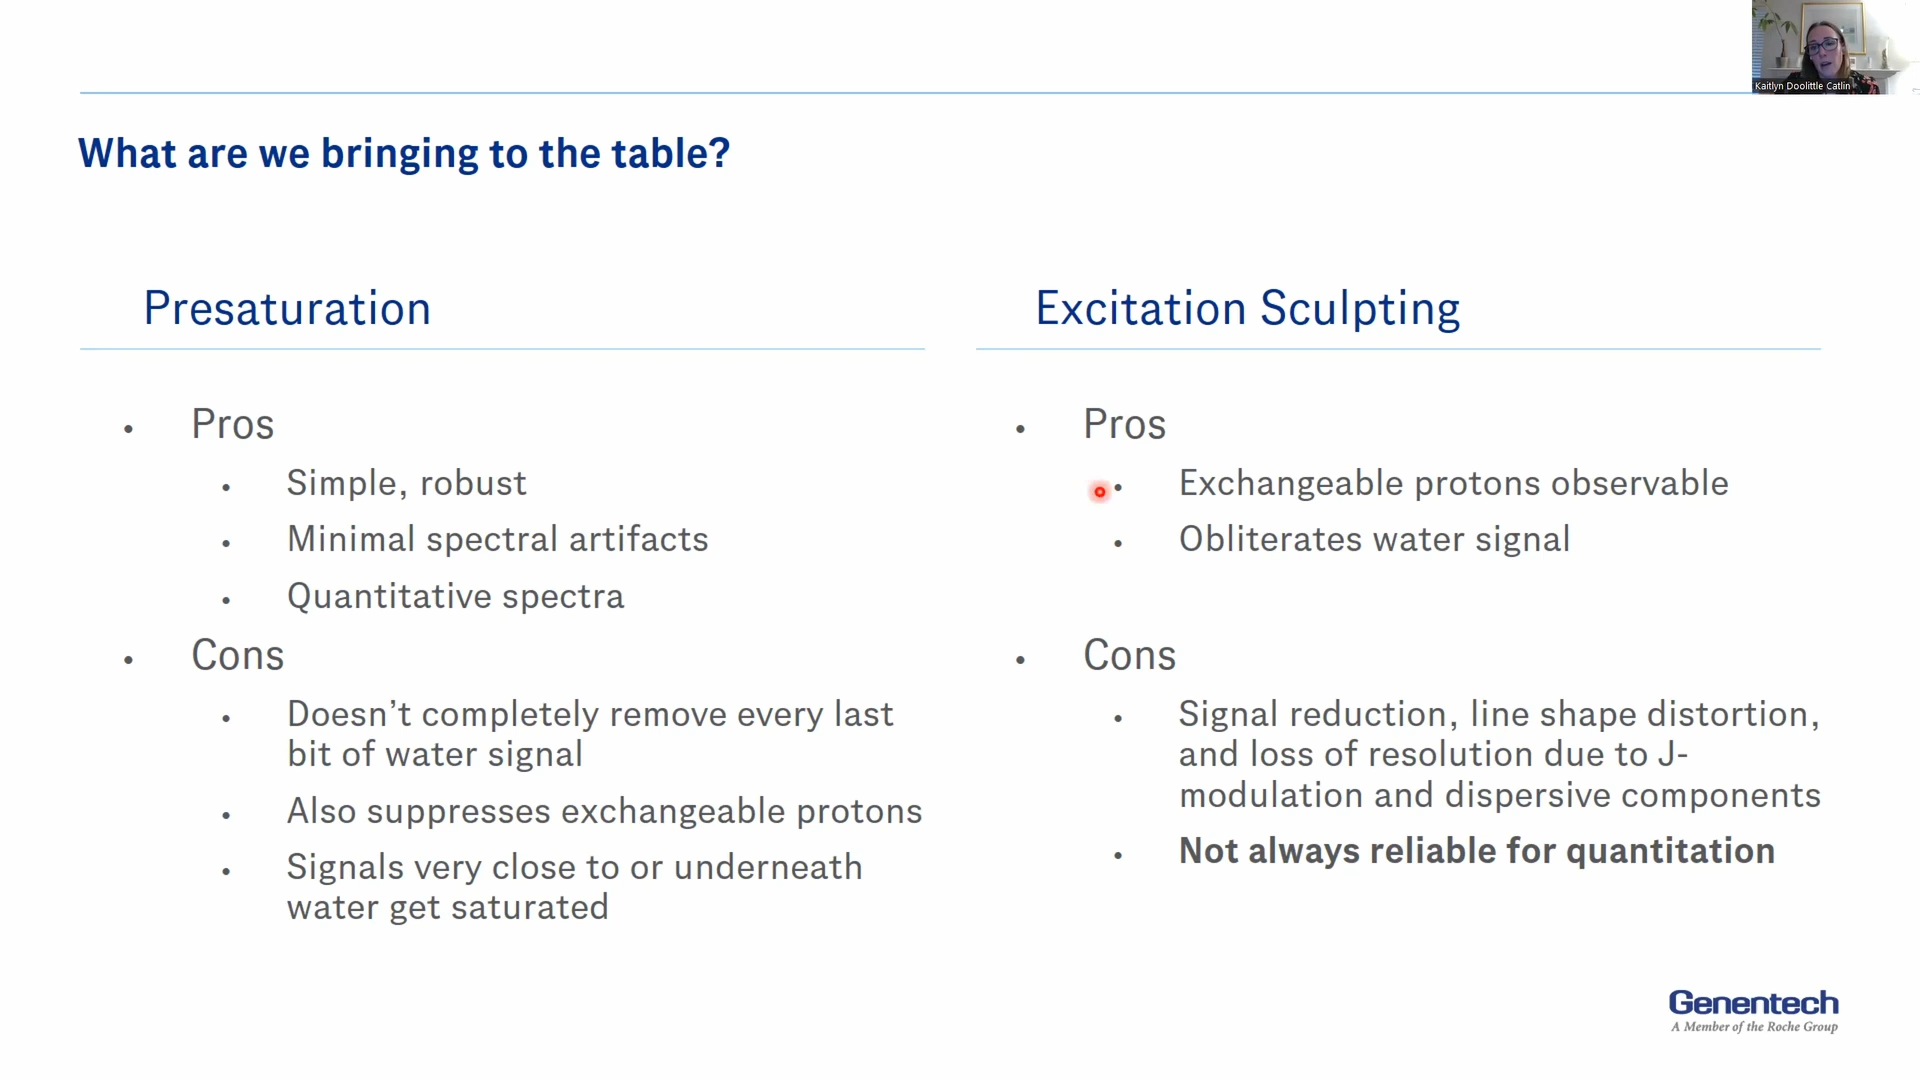 Kaitlyn Doolittle Catlin
What are we bringing to the table?
Presaturation
• Pros
• Simple, robust
• Minimal spectral artifacts
• Quantitative spectra
• Cons
• Doesn’t completely remove every last
bit of water signal
• Also suppresses exchangeable protons
• Signals very close to or underneath
water get saturated
Excitation Sculpting
• Pros
• Exchangeable protons observable
• Obliterates water signal
• Cons
• Signal reduction, line shape distortion,
and loss of resolution due to J-
modulation and dispersive components
• Not always reliable for quantitation
Genentech
A Member of the Roche Group